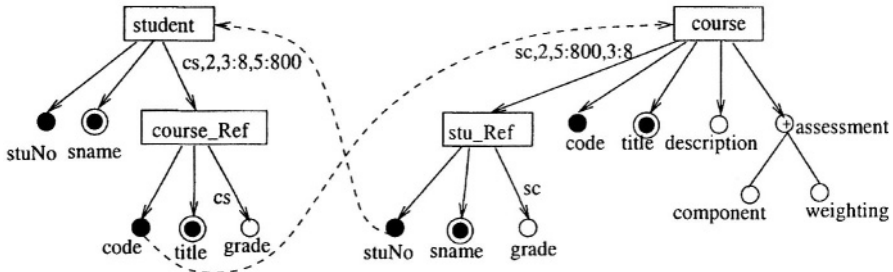 student
course
cs,2,3:8,5:800
sc,2,5:800,3:8
course_Ref
stu_Ref
stuNo
sname
code
title
description
assessment
+
cs
sc
component
weighting
code
title
grade
stuNo
sname
grade